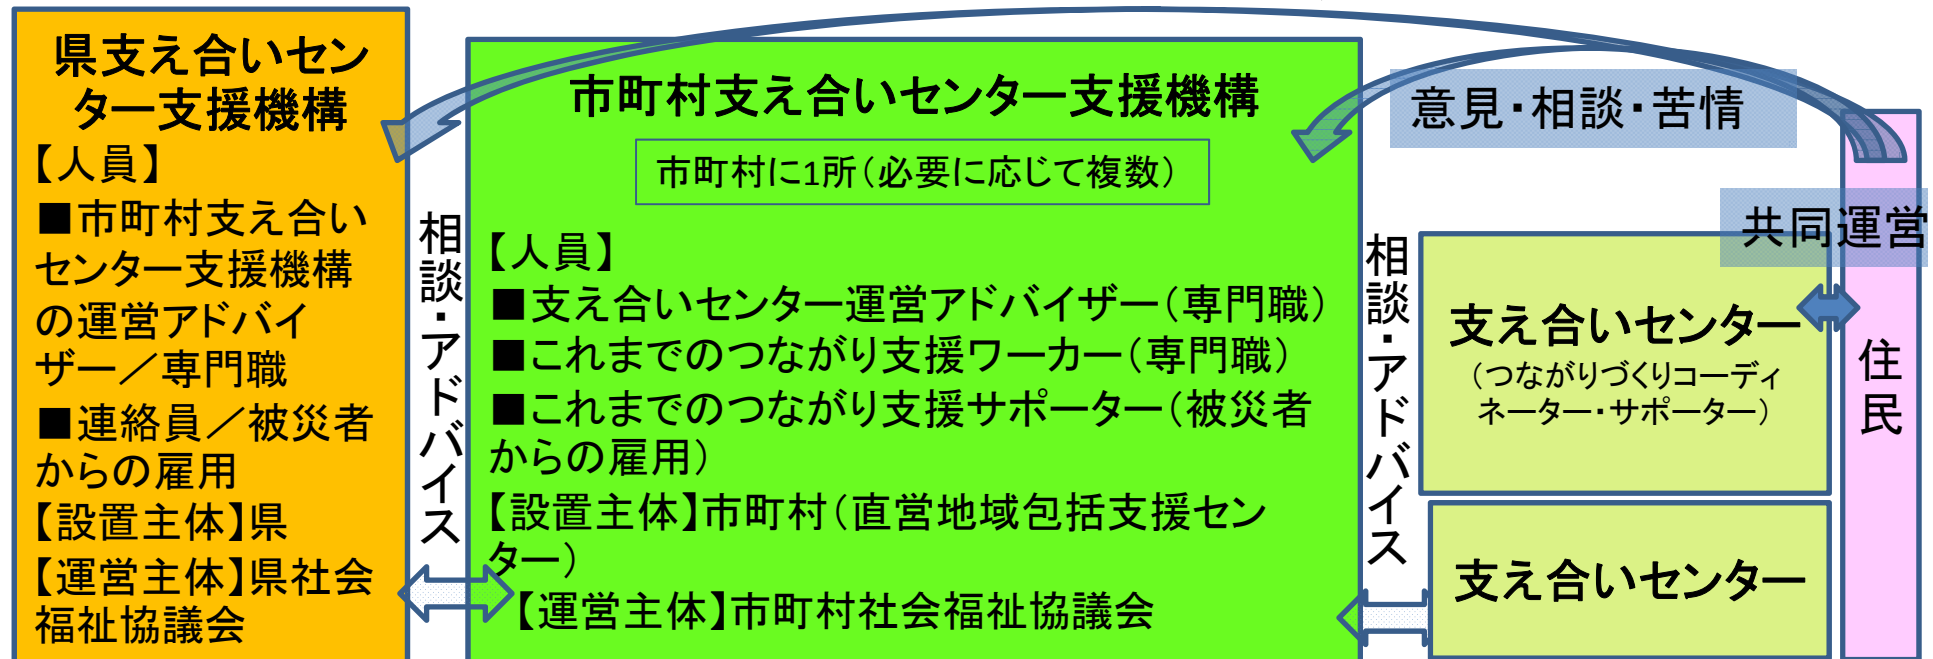 県支え合いセン
ター支援機構
【人員】
■市町村支え合い
センター支援機構
の運営アドバイ
ザー／専門職
■連絡員／被災者
からの雇用
【設置主体】県
【運営主体】県社会
福祉協議会
相談・アドバイス
市町村支え合いセンター支援機構
市町村に1所（必要に応じて複数）
【人員】
■支え合いセンター運営アドバイザー（専門職）
■これまでのつながり支援ワーカー（専門職）
■これまでのつながり支援サポーター（被災者
からの雇用）
【設置主体】市町村（直営地域包括支援セン
ター）
【運営主体】市町村社会福祉協議会
相談・アドバイス
意見・相談・苦情
共同運営
支え合いセンター
（つながりづくりコーディ
ネーター・サポーター）
支え合いセンター
住民